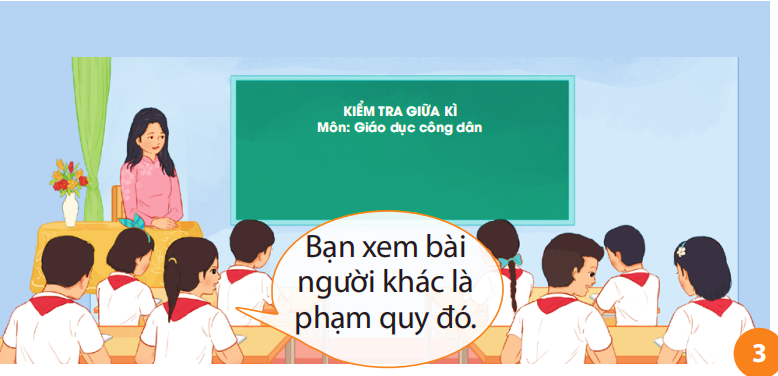 KIỂM TRA GIỮA KÌ
Môn: Giáo dục công dân
Bạn xem bài
người khác là
phạm quy đó.
3